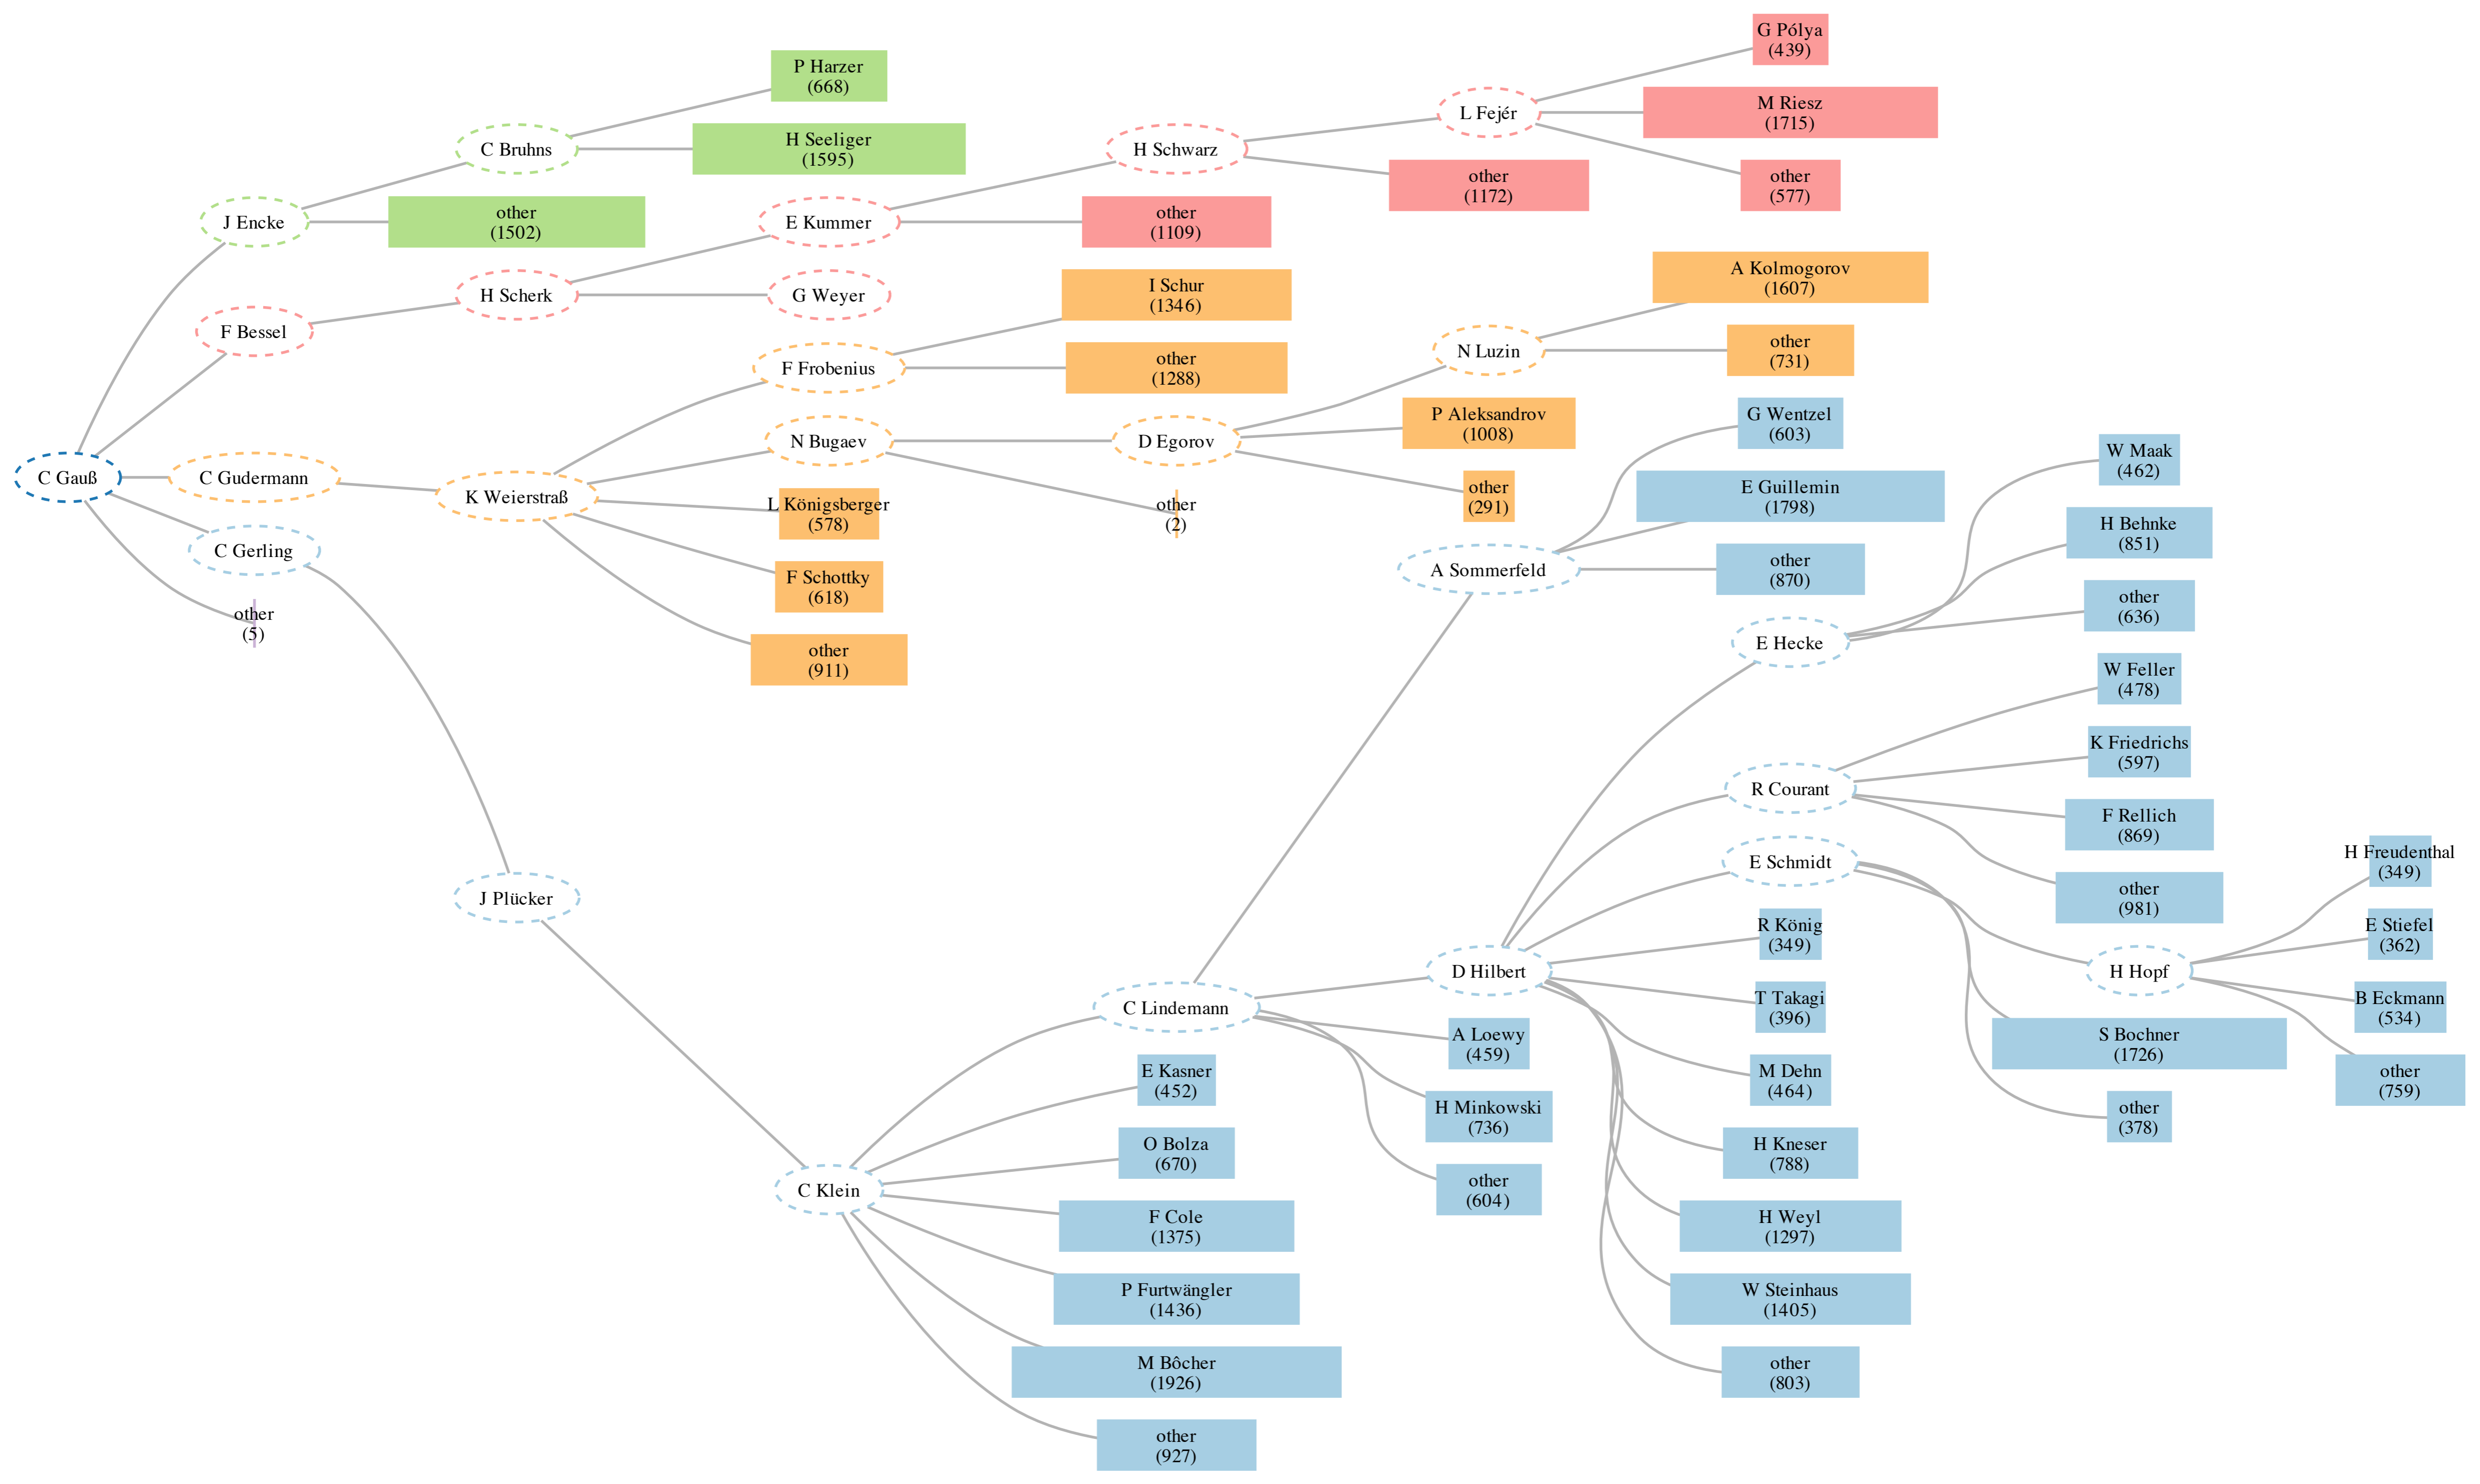 G Pólya
(439)
P Harzer
(668)
M Riesz
(1715)
L Fejér
C Bruhns
H Seeliger
(1595)
H Schwarz
other
(1172)
other
(577)
J Encke
other
(1502)
E Kummer
other
(1109)
A Kolmogorov
(1607)
F Bessel
H Scherk
G Weyer
I Schur
(1346)
other
(731)
N Luzin
F Frobenius
other
(1288)
P Aleksandrov
(1008)
G Wentzel
(603)
N Bugaev
D Egorov
W Maak
(462)
C Gauß
C Gudermann
K Weierstraß
L Königsberger
(578)
other
(2)
other
(291)
E Guillemin
(1798)
H Behnke
(851)
C Gerling
F Schottky
(618)
A Sommerfeld
other
(870)
other
(636)
other
(5)
other
(911)
E Hecke
W Feller
(478)
K Friedrichs
(597)
R Courant
F Rellich
(869)
E Schmidt
H Freudenthal
(349)
other
(981)
J Plücker
R König
(349)
E Stiefel
(362)
D Hilbert
H Hopf
T Takagi
(396)
B Eckmann
(534)
C Lindemann
A Loewy
(459)
S Bochner
(1726)
E Kasner
(452)
M Dehn
(464)
other
(759)
H Minkowski
(736)
other
(378)
O Bolza
(670)
H Kneser
(788)
C Klein
other
(604)
F Cole
(1375)
H Weyl
(1297)
P Furtwängler
(1436)
W Steinhaus
(1405)
M Bôcher
(1926)
other
(803)
other
(927)